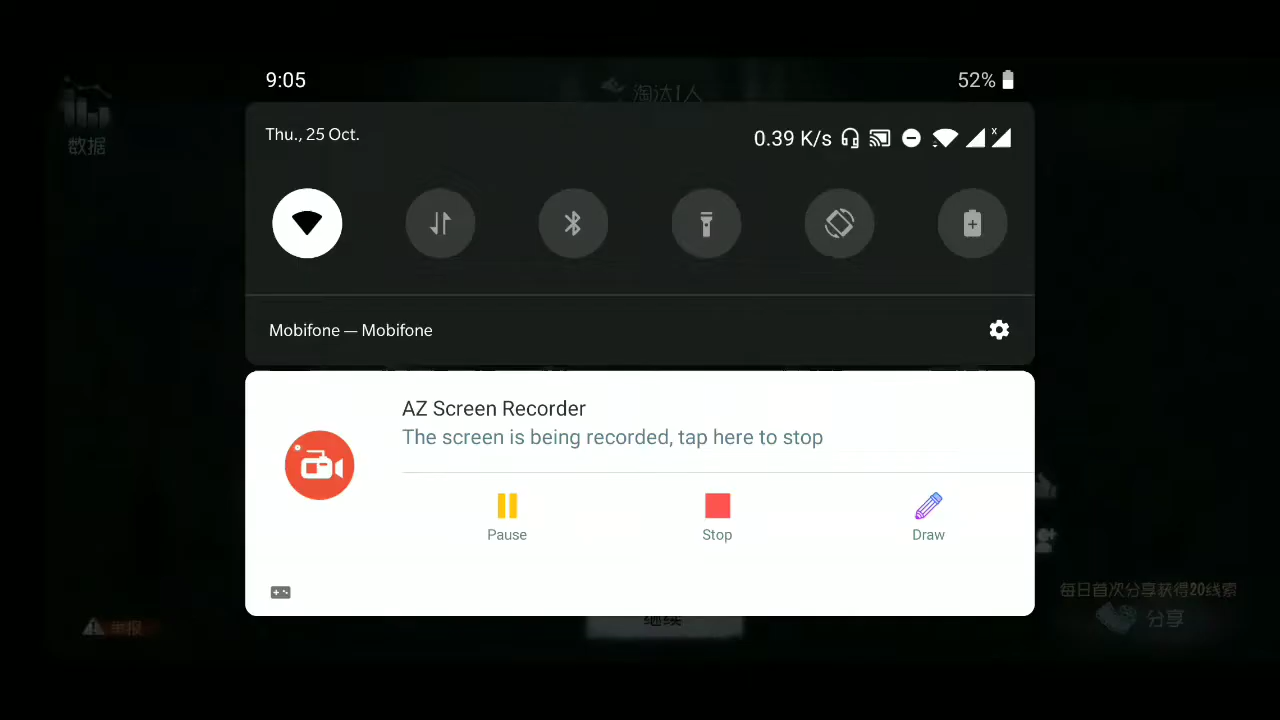 9:05
52%
淘汰1人
数据
Thu., 25 Oct.
0.39 K/s
Mobifone — Mobifone
AZ Screen Recorder
The screen is being recorded, tap here to stop
Pause
Stop
Draw
每日首次分享获得20线索
分享
举报
继续